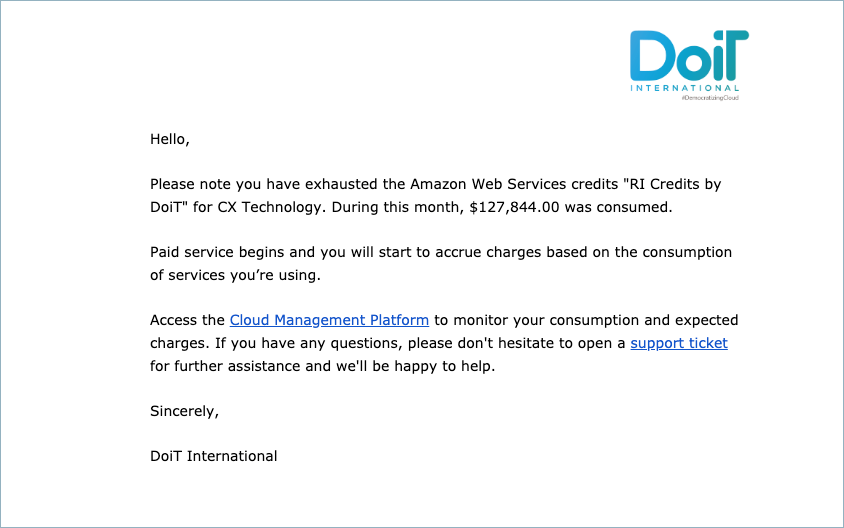 DoiT
INTERNATIONAL
#DemocratizingCloud
Hello,
Please note you have exhausted the Amazon Web Services credits "RI Credits by
DoiT" for CX Technology. During this month, $127,844.00 was consumed.
Paid service begins and you will start to accrue charges based on the consumption
of services you’re using.
Access the Cloud Management Platform to monitor your consumption and expected
charges. If you have any questions, please don't hesitate to open a support ticket
for further assistance and we'll be happy to help.
Sincerely,
DoiT International